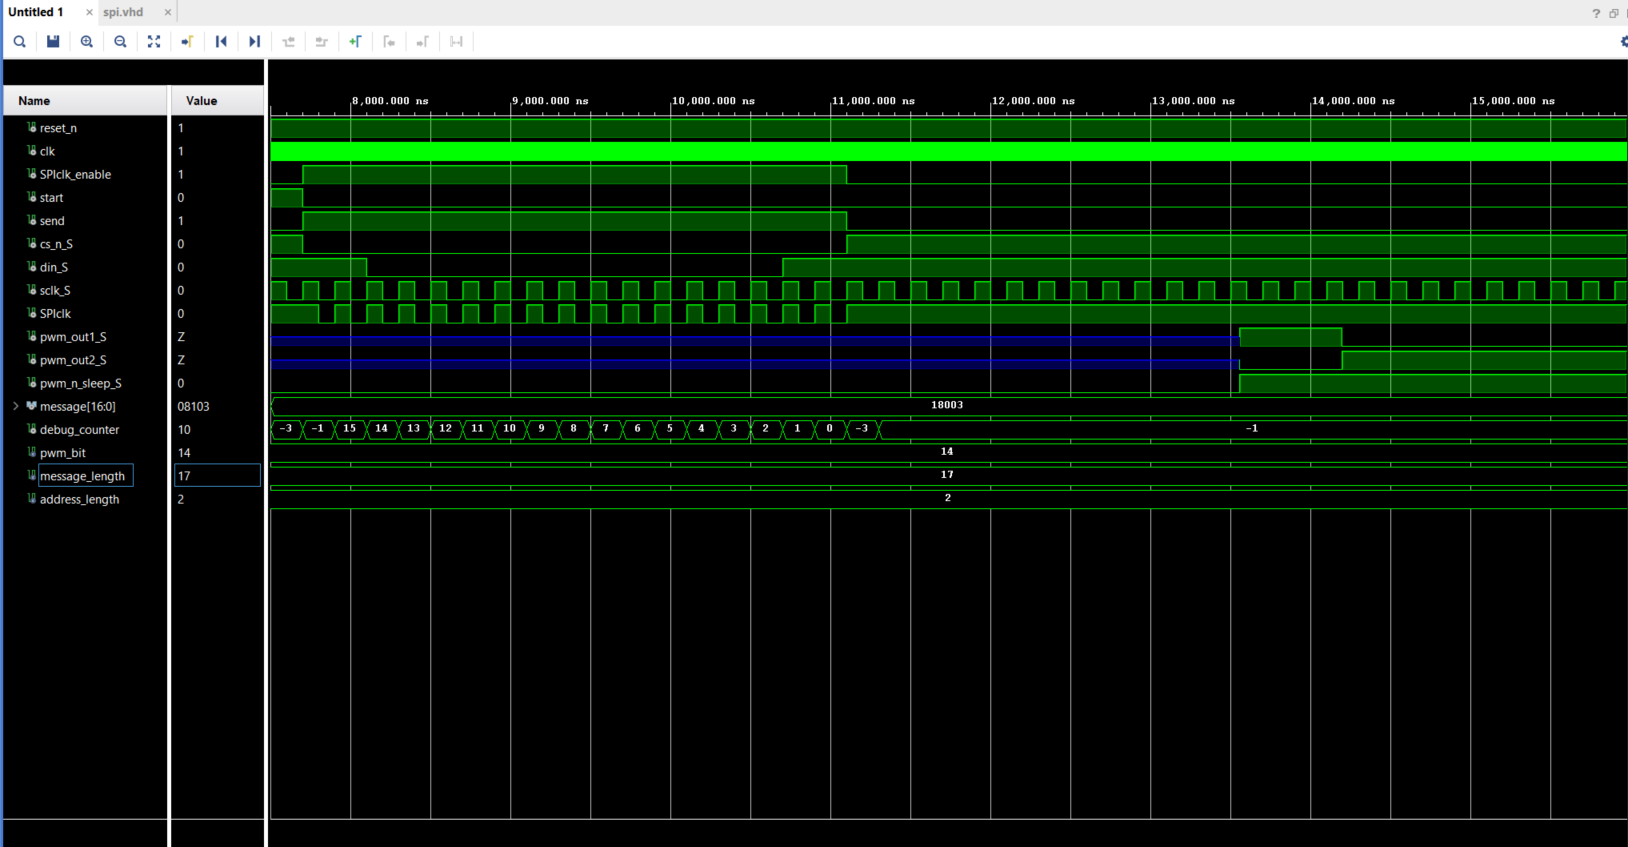 Untitled 1 × spi.vhd ×
?
8,000.000 ns 9,000.000 ns 10,000.000 ns 11,000.000 ns 12,000.000 ns 13,000.000 ns 14,000.000 ns 15,000.000 ns
Name Value
reset_n 1
clk 1
SPIclk_enable 1
start 0
send 1
cs_n_S 0
din_S 0
sclk_S 0
SPIclk 0
pwm_out1_S Z
pwm_out2_S Z
pwm_n_sleep_S 0
message[16:0] 08103 18003
debug_counter 10 -3 -1 15 14 13 12 11 10 9 8 7 6 5 4 3 2 1 0 -3 -1
pwm_bit 14 14
message_length 17 17
address_length 2 2